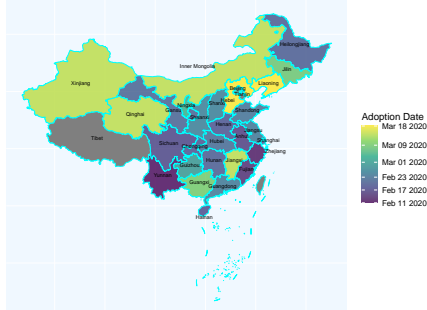 Heilongjiang
Inner Mongolia
Jilin
Xinjiang
Liaoning
Beijing
Tianjin
Hebei
Shanxi
Ningxia
Qinghai
Gansu
Shandong
Shaanxi
Henan
Jiangsu
Tibet
Anhui
Shanghai
Sichuan
Hubei
Chongqing
Zhejiang
Hunan
Jiangxi
Guizhou
Fujian
Yunnan
Guangxi
Guangdong
Hainan
Adoption Date
Mar 18 2020
Mar 09 2020
Mar 01 2020
Feb 23 2020
Feb 17 2020
Feb 11 2020